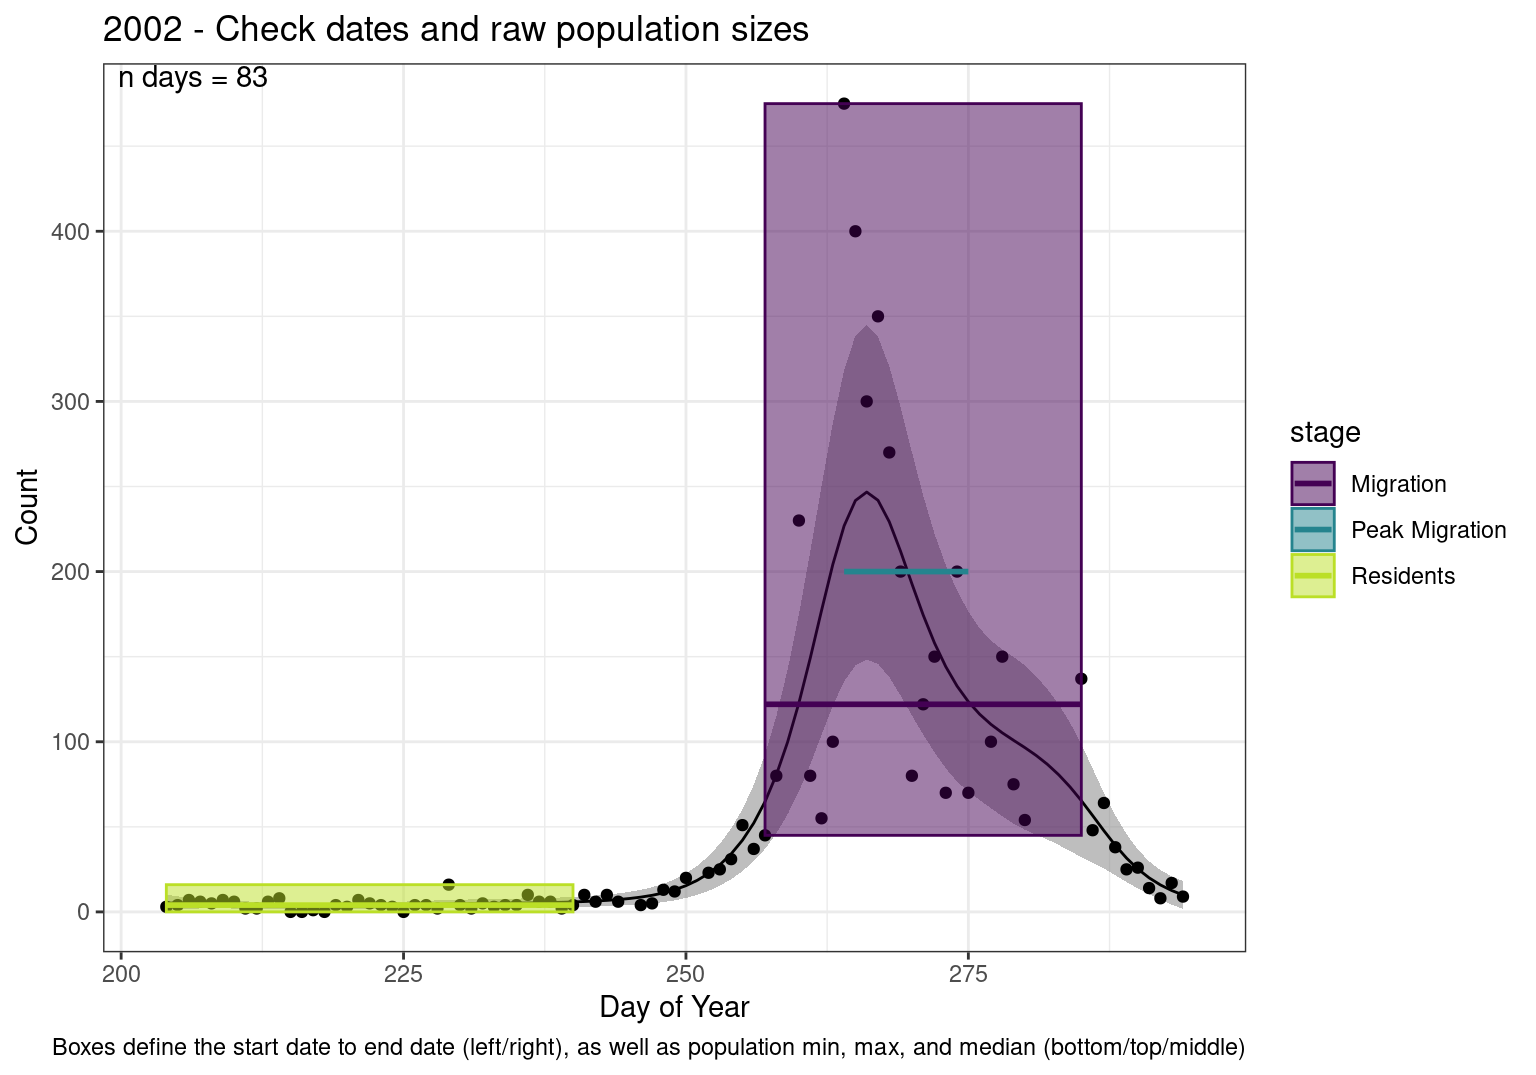 2002 - Check dates and raw population sizes
n days = 83
Count
400
300
200
100
0
200
225
250
275
Day of Year
stage
Migration
Peak Migration
Residents
Boxes define the start date to end date (left/right), as well as population min, max, and median (bottom/top/middle)